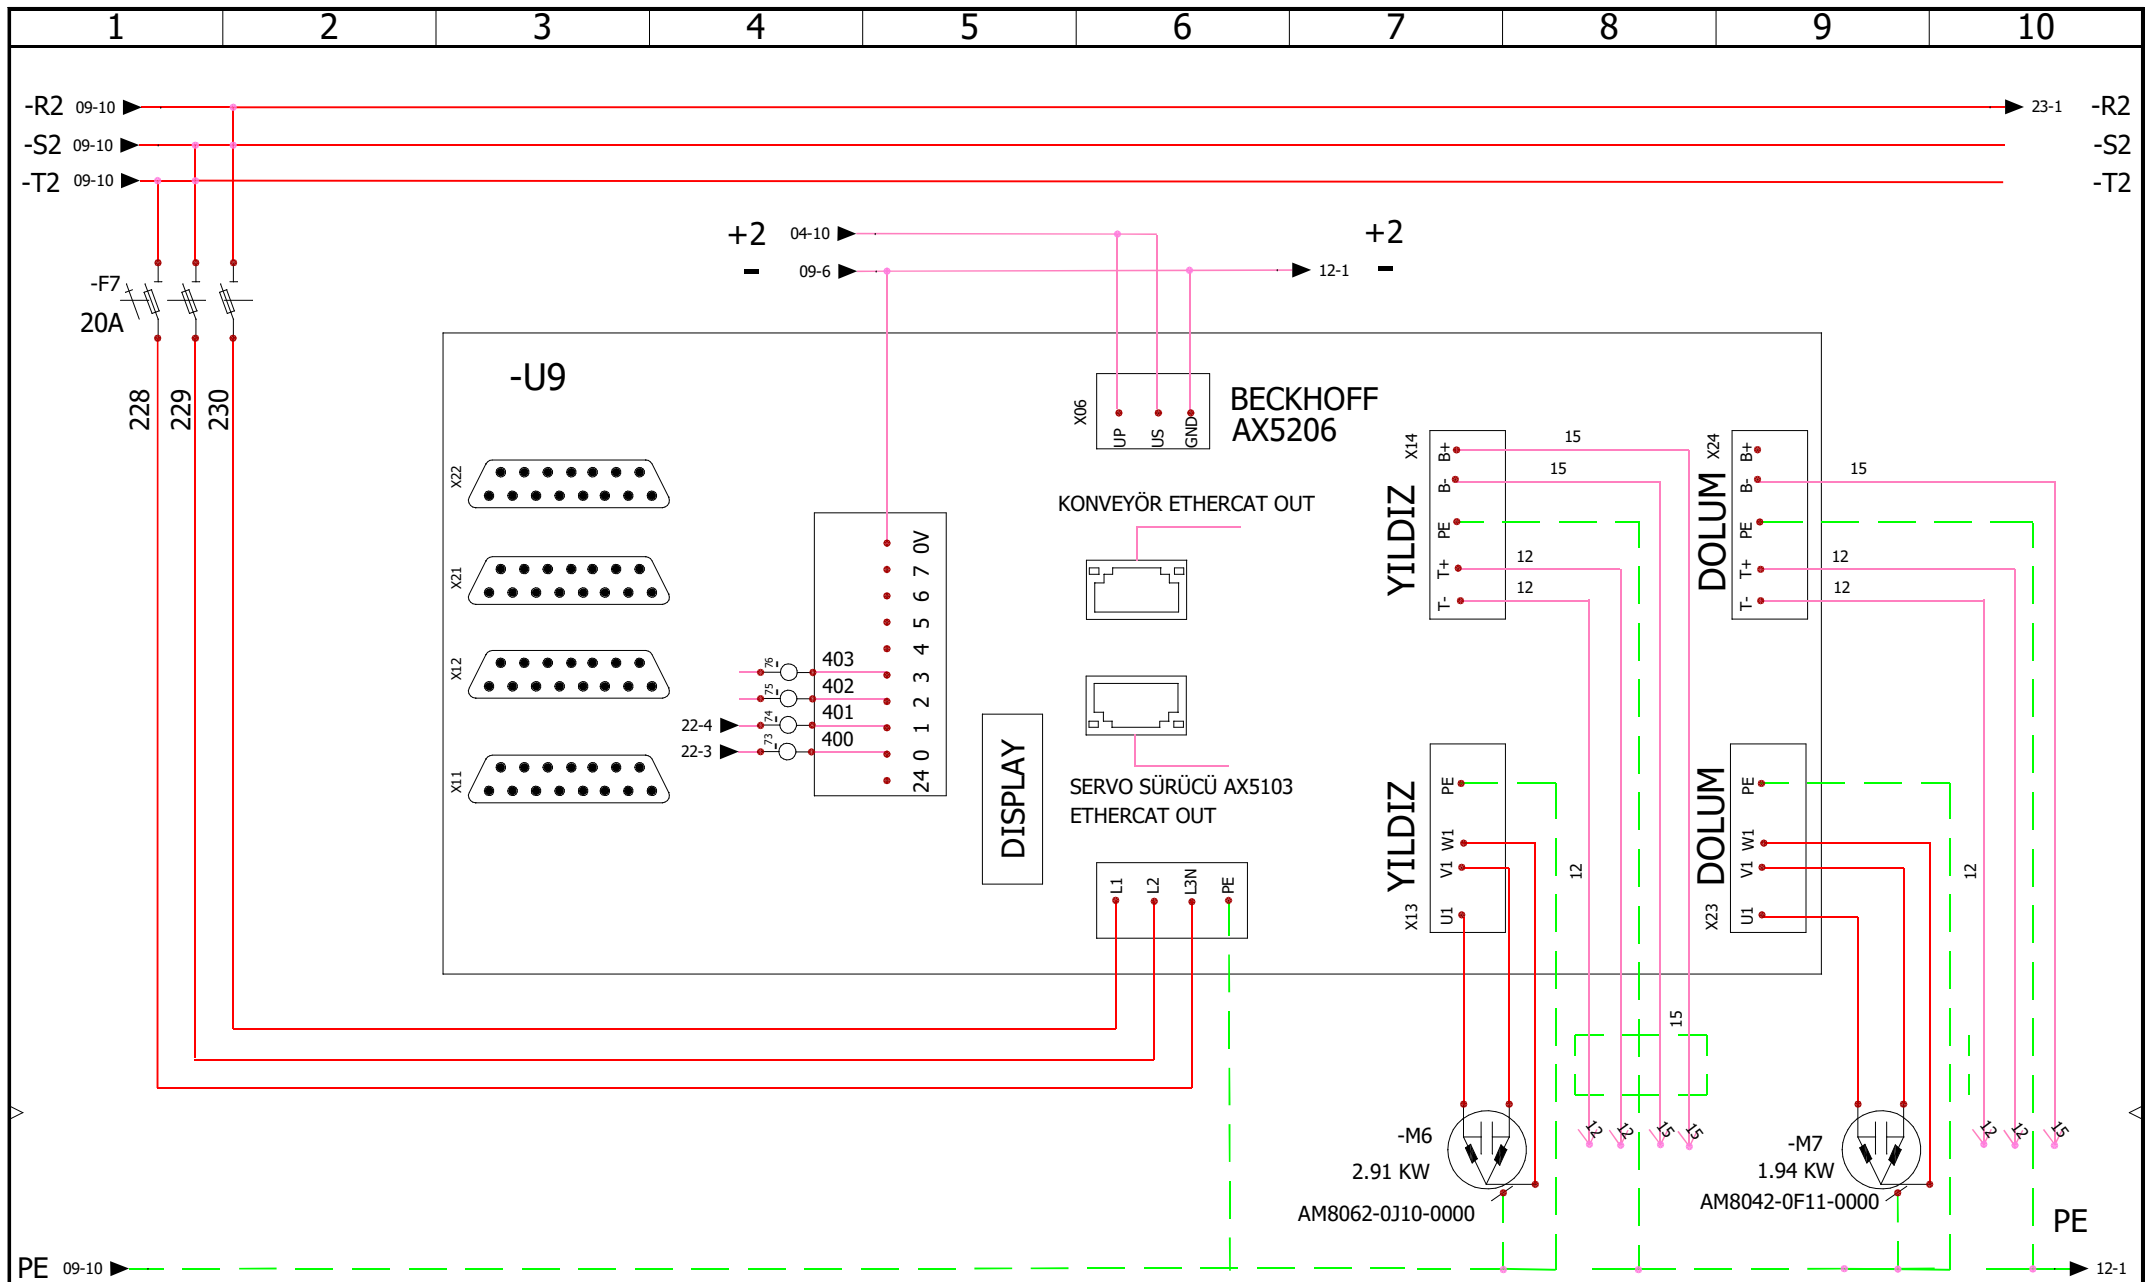 1 2 3 4 5 6 7 8 9 10
-R2 09-10 23-1 -R2
-S2 09-10 -S2
-T2 09-10 -T2
+2 04-10 +2
- 09-6 12-1 -
-F7
20A
228 229 230
-U9
X22
X21
X12
X11
X06
UP US GND
BECKHOFF
AX5206
KONVEYÖR ETHERCAT OUT
0V
7
6
5
4
3
2
1
0
24
76 403
75 402
22-4 74 401
22-3 73 400
DISPLAY
SERVO SÜRÜCÜ AX5103
ETHERCAT OUT
L1 L2 L3N PE
X14
YILDIZ
B+ 15
B- 15
PE
T+ 12
T- 12
X24
DOLUM
B+
B- 15
PE
T+ 12
T- 12
YILDIZ
X13
PE
W1
V1
U1
12
DOLUM
X23
PE
W1
V1
U1
12
15
12 12 15 15
12 12 15
-M6
2.91 KW
AM8062-0J10-0000
-M7
1.94 KW
AM8042-0F11-0000
PE
PE 09-10 12-1